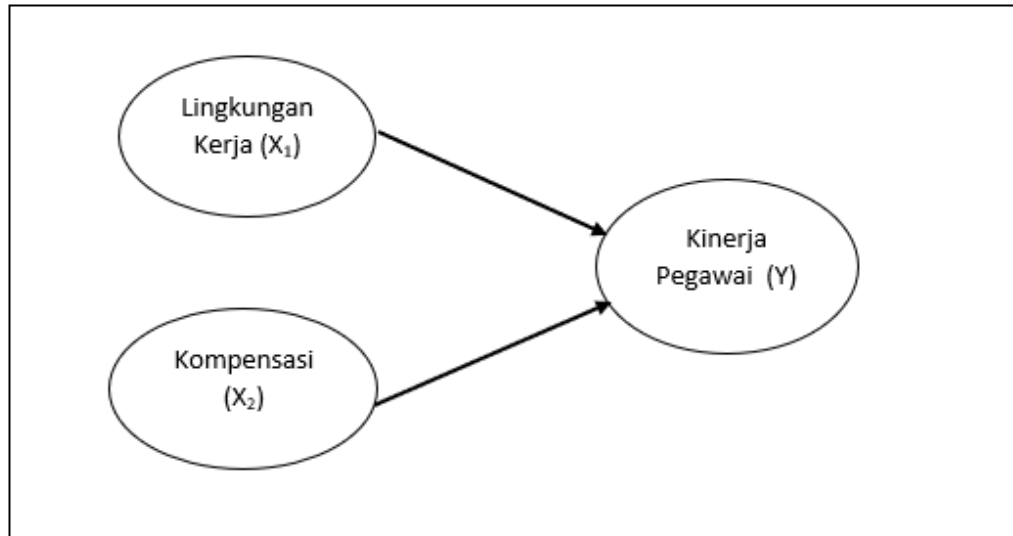 Lingkungan
Kerja (X₁)
Kinerja
Pegawai (Y)
Kompensasi
(X₂)